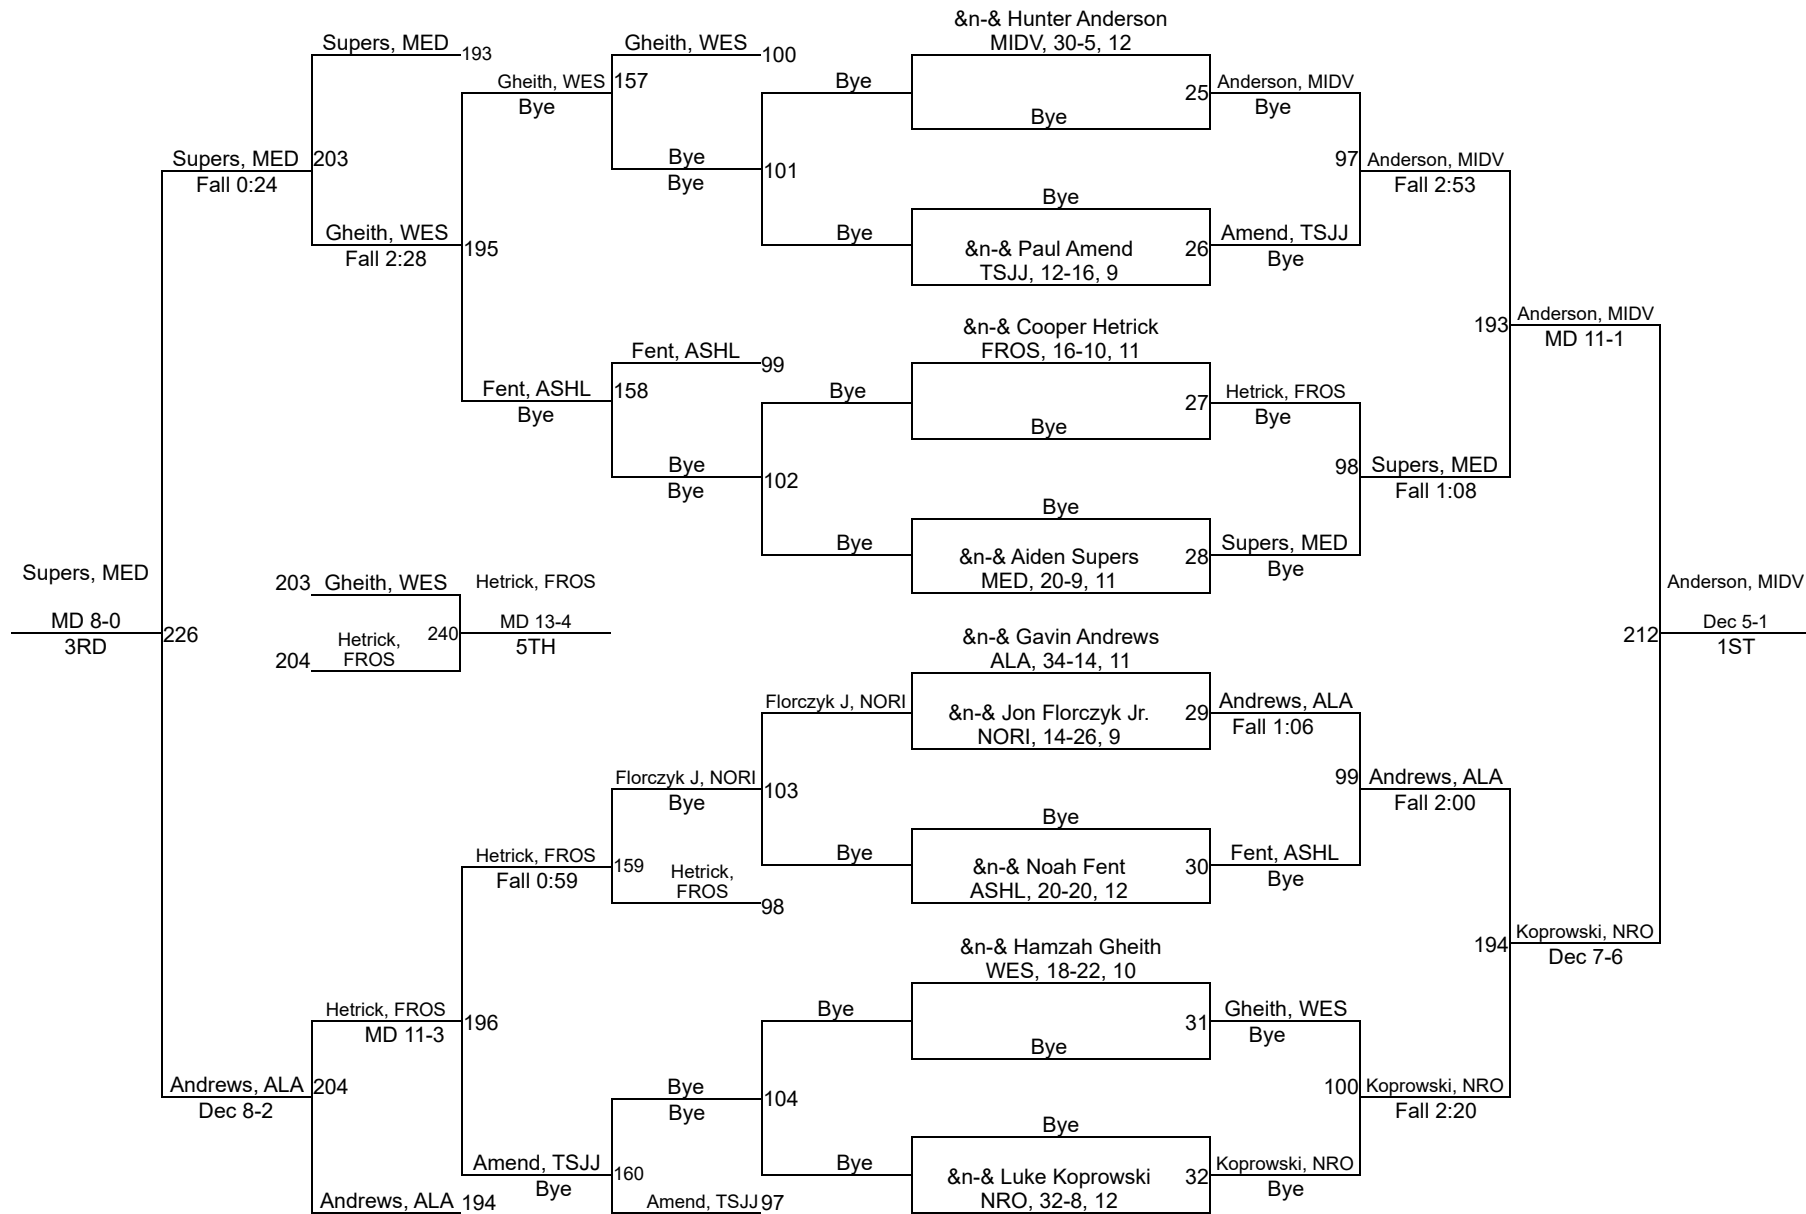 &n-& Hunter Anderson
MIDV, 30-5, 12
Supers, MED
193
Gheith, WES
100
Gheith, WES
157
Bye
Bye
25
Anderson, MIDV
Bye
Bye
Bye
Supers, MED
203
Fall 0:24
Bye
101
Bye
97
Anderson, MIDV
Fall 2:53
Bye
Gheith, WES
195
Fall 2:28
Bye
&n-& Paul Amend
TSJJ, 12-16, 9
26
Amend, TSJJ
Bye
&n-& Cooper Hetrick
FROS, 16-10, 11
193
Anderson, MIDV
MD 11-1
Fent, ASHL
99
Fent, ASHL
158
Bye
Bye
27
Hetrick, FROS
Bye
Bye
Bye
102
Bye
98
Supers, MED
Fall 1:08
Bye
Bye
&n-& Aiden Supers
MED, 20-9, 11
28
Supers, MED
Bye
Supers, MED
MD 8-0
3RD
226
203
Gheith, WES
Hetrick, FROS
240
MD 13-4
5TH
204
Hetrick,
FROS
Anderson, MIDV
212
Dec 5-1
1ST
&n-& Gavin Andrews
ALA, 34-14, 11
Florczyk J, NORI
&n-& Jon Florczyk Jr.
NORI, 14-26, 9
29
Andrews, ALA
Fall 1:06
Florczyk J, NORI
103
Bye
99
Andrews, ALA
Fall 2:00
Bye
Hetrick, FROS
159
Fall 0:59
Hetrick,
FROS
98
Bye
&n-& Noah Fent
ASHL, 20-20, 12
30
Fent, ASHL
Bye
&n-& Hamzah Gheith
WES, 18-22, 10
194
Koprowski, NRO
Dec 7-6
Hetrick, FROS
196
MD 11-3
Bye
31
Gheith, WES
Bye
Bye
Andrews, ALA
204
Dec 8-2
Bye
104
Bye
100
Koprowski, NRO
Fall 2:20
Bye
Amend, TSJJ
160
Bye
Bye
&n-& Luke Koprowski
NRO, 32-8, 12
32
Koprowski, NRO
Bye
Andrews, ALA
194
Amend, TSJJ
97